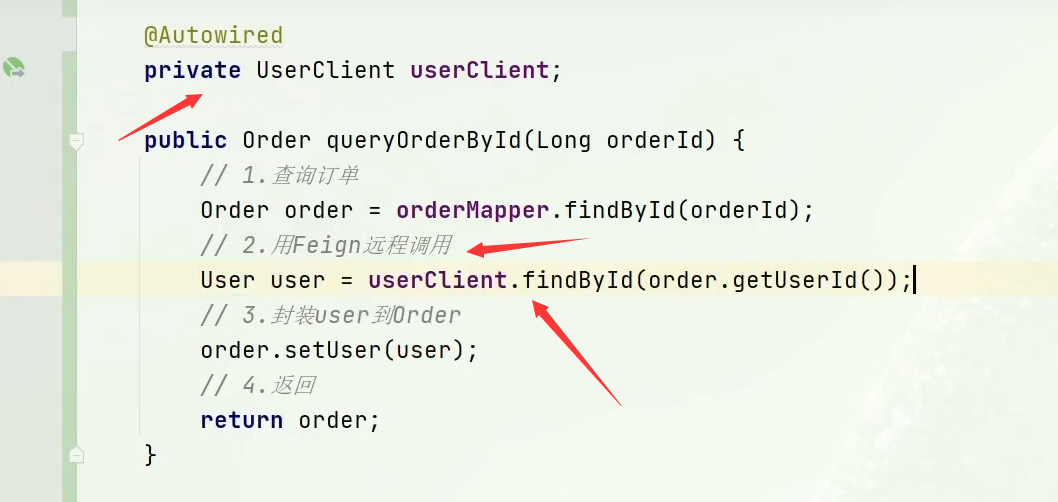 @Autowired
private UserClient userClient;
public Order queryOrderById(Long orderId) {
// 1.查询订单
Order order = orderMapper.findById(orderId);
// 2.用Feign远程调用
User user = userClient.findById(order.getUserId());
// 3.封装user到Order
order.setUser(user);
// 4.返回
return order;
}